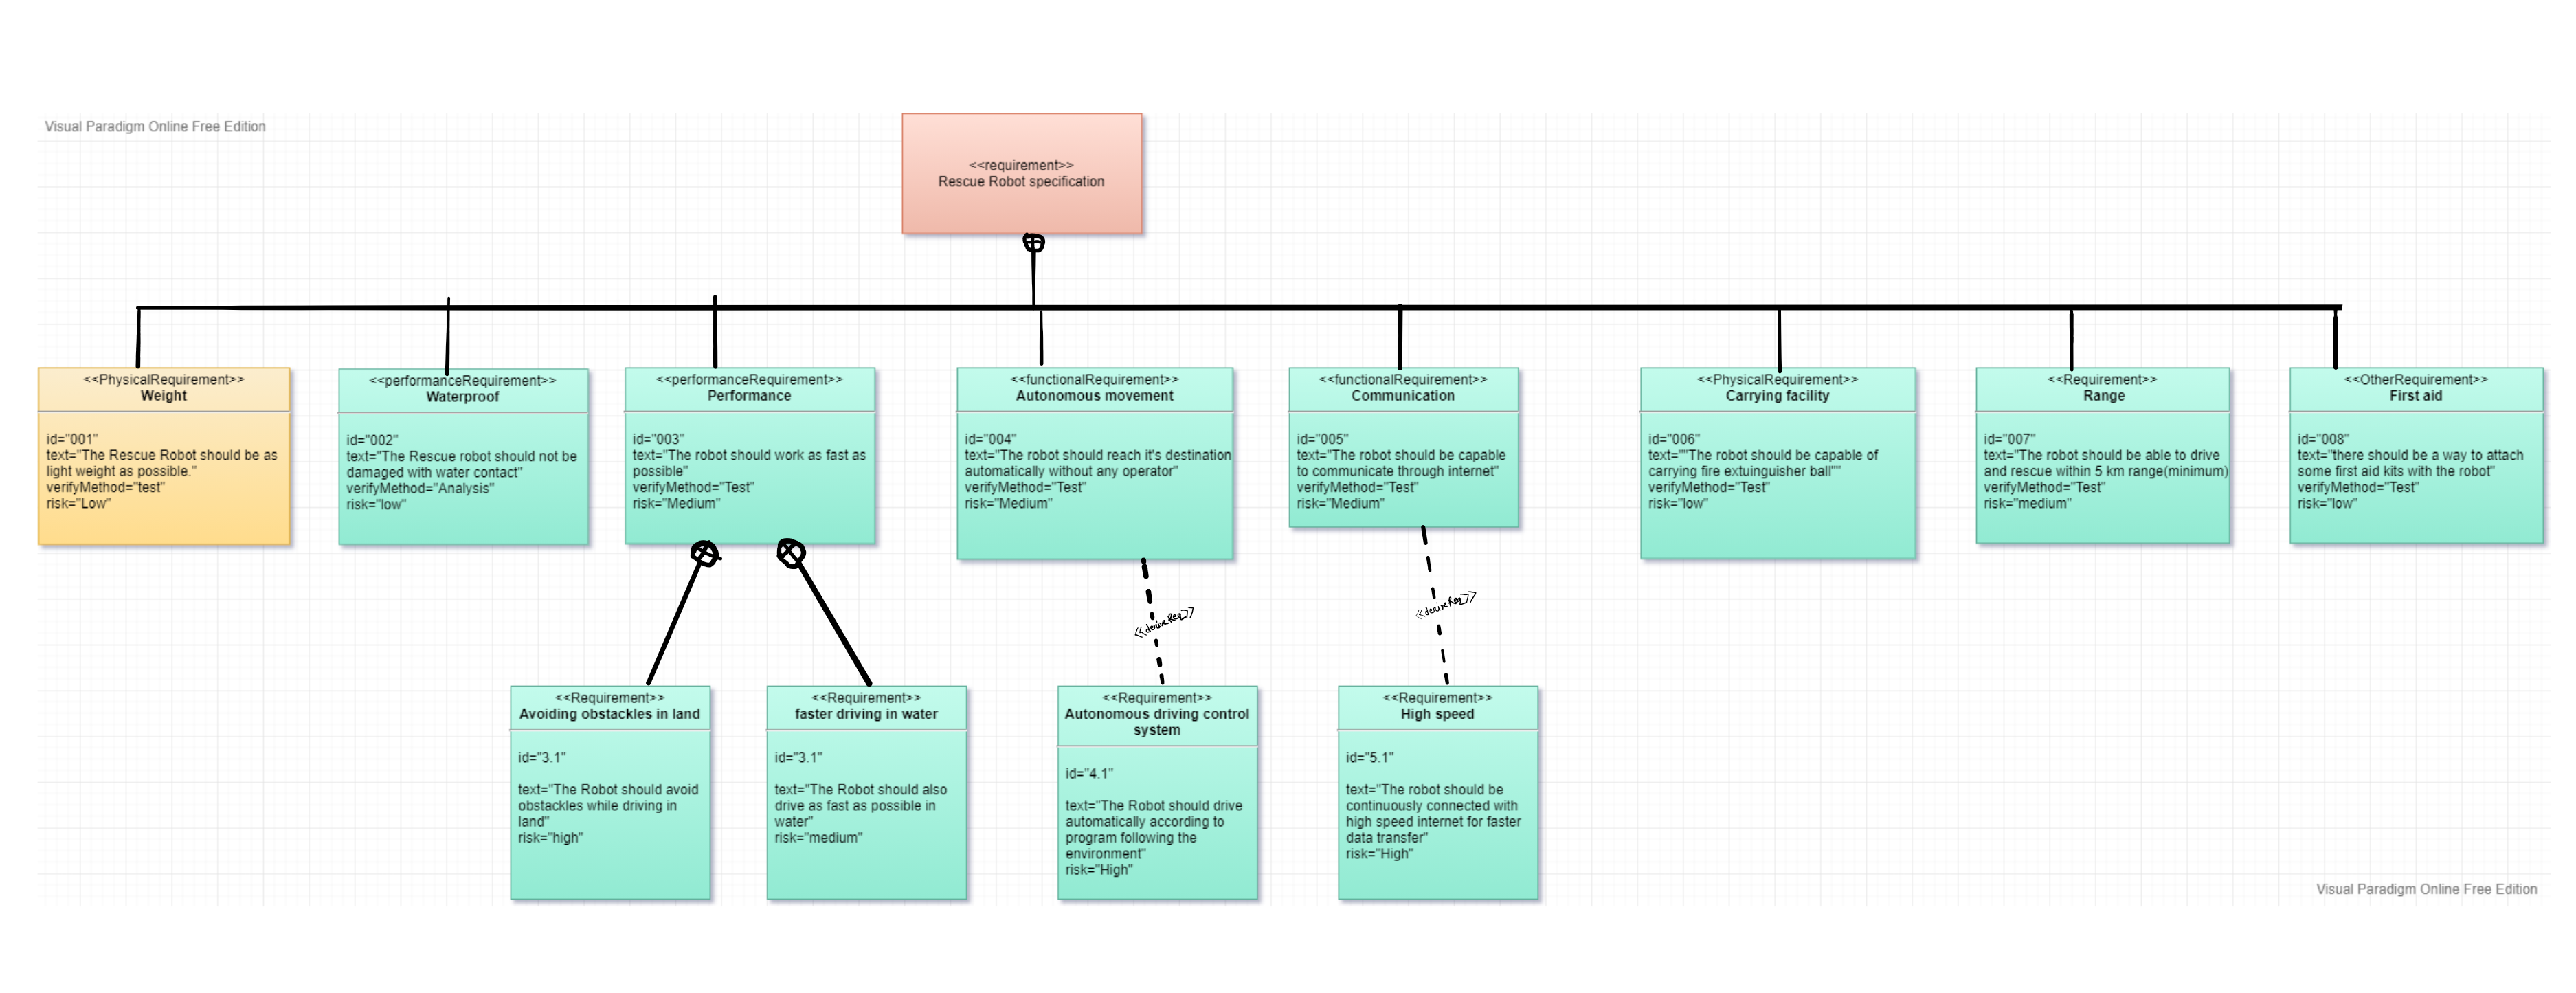 Visual Paradigm Online Free Edition
<<requirement>>
Rescue Robot specification
<<PhysicalRequirement>>
Weight
id="001"
text="The Rescue Robot should be as
light weight as possible."
verifyMethod="test"
risk="Low"
<<performanceRequirement>>
Waterproof
id="002"
text="The Rescue robot should not be
damaged with water contact"
verifyMethod="Analysis"
risk="low"
<<performanceRequirement>>
Performance
id="003"
text="The robot should work as fast as
possible"
verifyMethod="Test"
risk="Medium"
<<functionalRequirement>>
Autonomous movement
id="004"
text="The robot should reach it's destination
automatically without any operator"
verifyMethod="Test"
risk="Medium"
<<functionalRequirement>>
Communication
id="005"
text="The robot should be capable
to communicate through internet"
verifyMethod="Test"
risk="Medium"
<<PhysicalRequirement>>
Carrying facility
id="006"
text=""The robot should be capable of
carrying fire extuinguisher ball""
verifyMethod="Test"
risk="low"
<<Requirement>>
Range
id="007"
text="The robot should be able to drive
and rescue within 5 km range(minimum)
verifyMethod="Test"
risk="medium"
<<OtherRequirement>>
First aid
id="008"
text="there should be a way to attach
some first aid kits with the robot"
verifyMethod="Test"
risk="low"
<<deriveReq>>
<<deriveReq>>
<<Requirement>>
Avoiding obstackles in land
id="3.1"
text="The Robot should avoid
obstackles while driving in
land"
risk="high"
<<Requirement>>
faster driving in water
id="3.1"
text="The Robot should also
drive as fast as possible in
water"
risk="medium"
<<Requirement>>
Autonomous driving control
system
id="4.1"
text="The Robot should drive
automatically according to
program following the
environment"
risk="High"
<<Requirement>>
High speed
id="5.1"
text="The robot should be
continuously connected with
high speed internet for faster
data transfer"
risk="High"
Visual Paradigm Online Free Edition